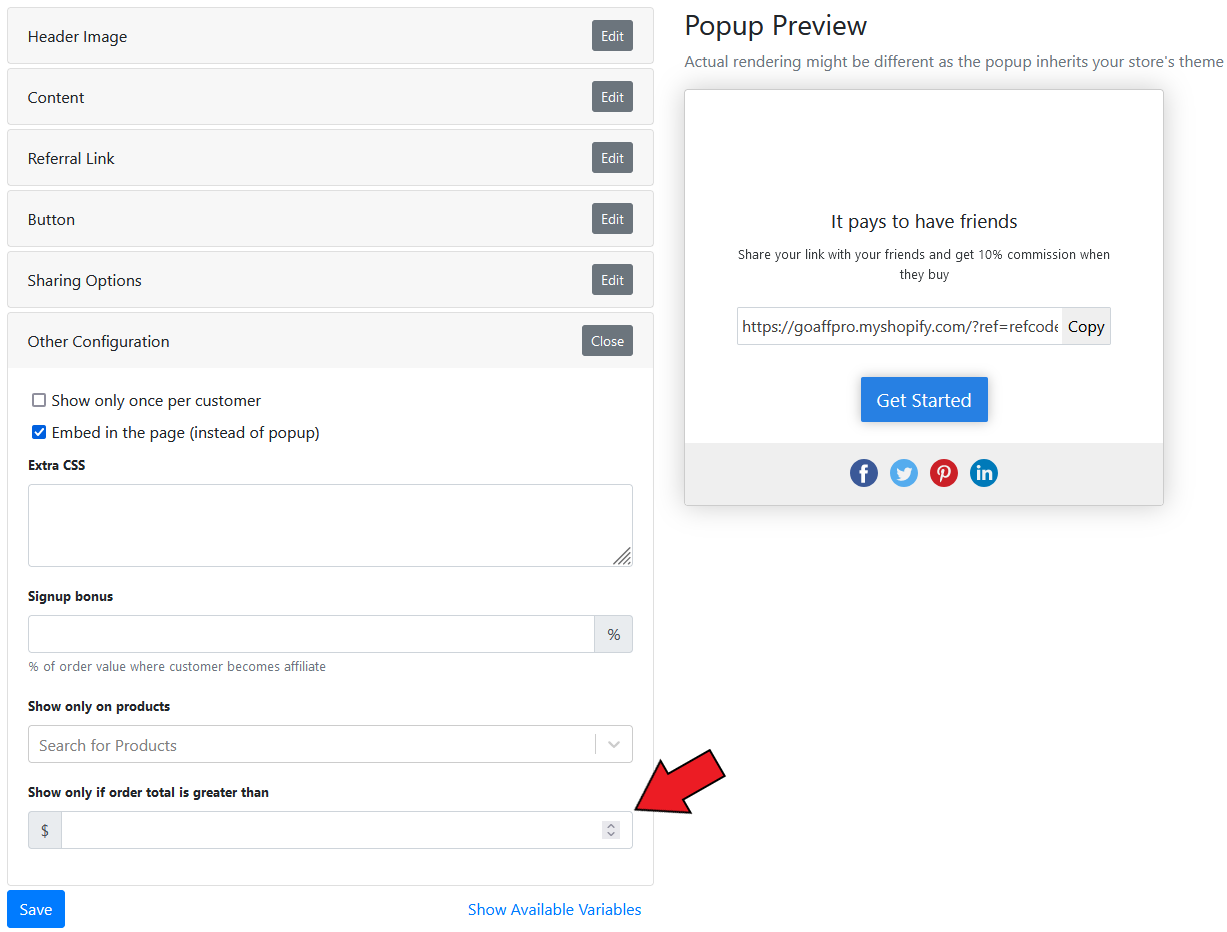 Header Image
Edit
Content
Edit
Referral Link
Edit
Button
Edit
Sharing Options
Edit
Other Configuration
Close
Show only once per customer
Embed in the page (instead of popup)
Extra CSS
Signup bonus
%
% of order value where customer becomes affiliate
Show only on products
Search for Products
Show only if order total is greater than
$
Save
Show Available Variables
Popup Preview
Actual rendering might be different as the popup inherits your store's theme
It pays to have friends
Share your link with your friends and get 10% commission when
they buy
https://goaffpro.myshopify.com/?ref=refcode
Copy
Get Started